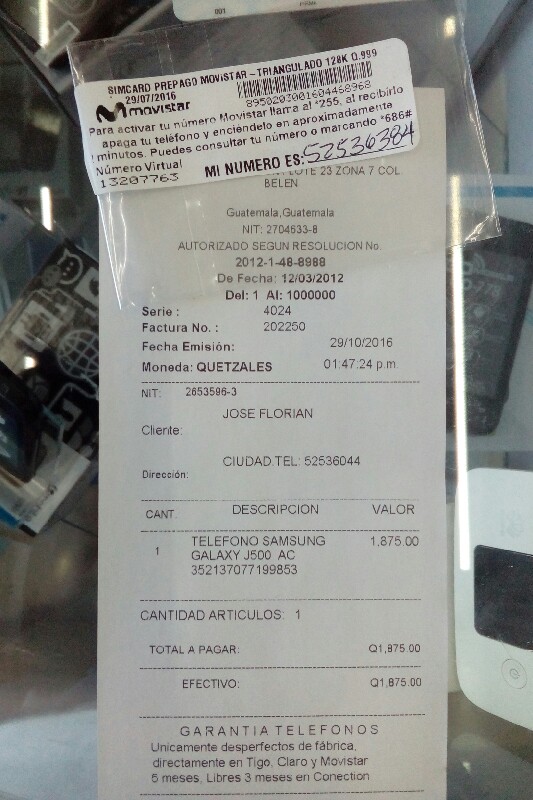 001
SIMCARD PREPAGO MOVISTAR -TRIANGULADO 128K 0.999
29/07/2016
8950203001604468968
movistar
Para activar tu número Movistar llama al *255, al recibirlo
apaga tu teléfono y enciéndelo en aproximadamente
minutos. Puedes consultar tu número o marcando *686#
Número Virtual
13207763
MI NUMERO ES: 52536384
LOTE 23 ZONA 7 COL.
BELEN
Guatemala,Guatemala
NIT: 2704633-8
AUTORIZADO SEGUN RESOLUCION No.
2012-1-48-8988
De Fecha: 12/03/2012
Del: 1 Al: 1000000
Serie : 4024
Factura No. : 202250
Fecha Emisión: 29/10/2016
Moneda: QUETZALES 01:47:24 p.m.
NIT: 2653596-3
JOSE FLORIAN
Cliente:
CIUDAD TEL: 52536044
Dirección:
CANT. DESCRIPCION VALOR
1 TELEFONO SAMSUNG 1,875.00
GALAXY J500 AC
352137077199853
CANTIDAD ARTICULOS: 1
TOTAL A PAGAR: Q1,875.00
EFECTIVO: Q1,875.00
GARANTIA TELEFONOS
Unicamente desperfectos de fábrica,
directamente en Tigo, Claro y Movistar
6 meses, Libres 3 meses en Conection